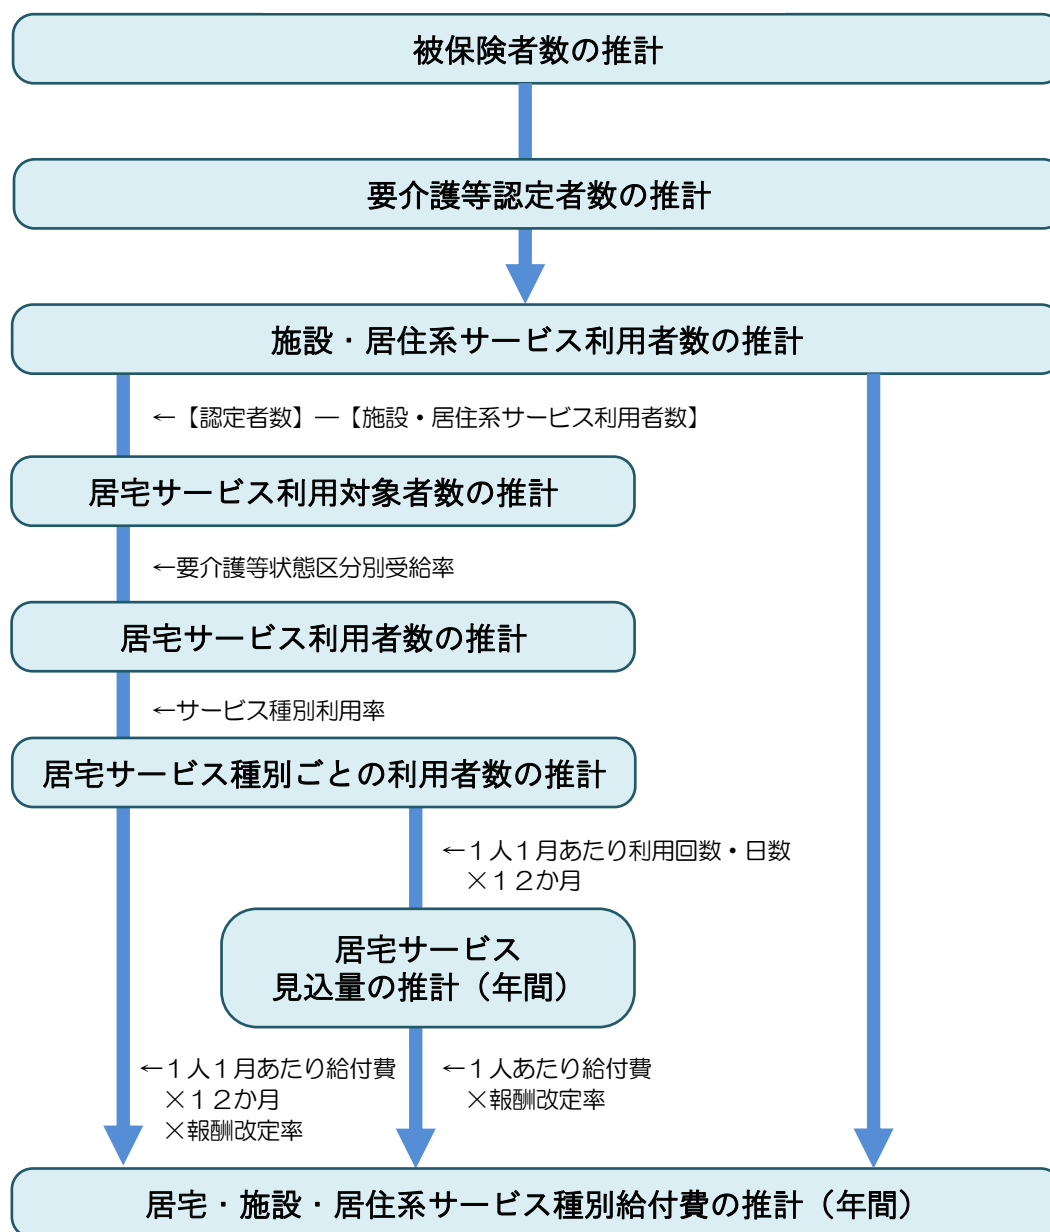 被保険者数の推計
要介護等認定者数の推計
施設・居住系サービス利用者数の推計
←【認定者数】―【施設・居住系サービス利用者数】
居宅サービス利用対象者数の推計
←要介護等状態区分別受給率
居宅サービス利用者数の推計
←サービス種別利用率
居宅サービス種別ごとの利用者数の推計
←１人１月あたり利用回数・日数
×１２か月
居宅サービス
見込量の推計（年間）
←１人１月あたり給付費
×１２か月
×報酬改定率
←１人あたり給付費
×報酬改定率
居宅・施設・居住系サービス種別給付費の推計（年間）